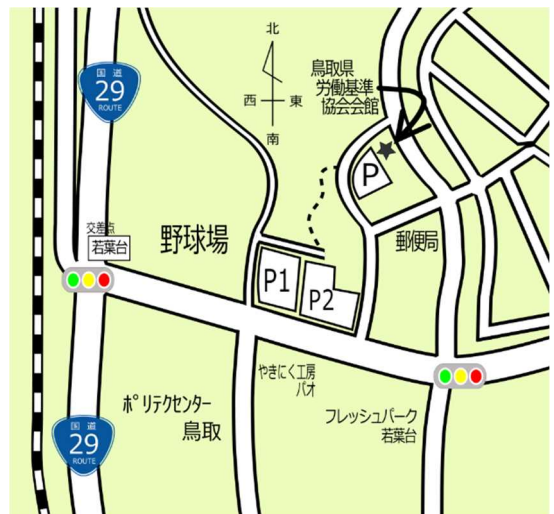 北
西
東
南
国道
29
ROUTE
鳥取県
労働基準
協会会館
P
交差点
若葉台
野球場
郵便局
P1
P2
やきにく工房
パオ
ポリテクセンター
鳥取
フレッシュパーク
若葉台
国道
29
ROUTE